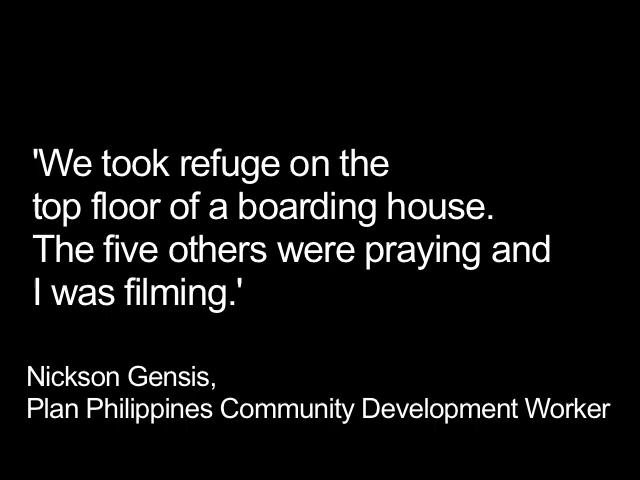 'We took refuge on the
top floor of a boarding house.
The five others were praying and
I was filming.'
Nickson Gensis,
Plan Philippines Community Development Worker